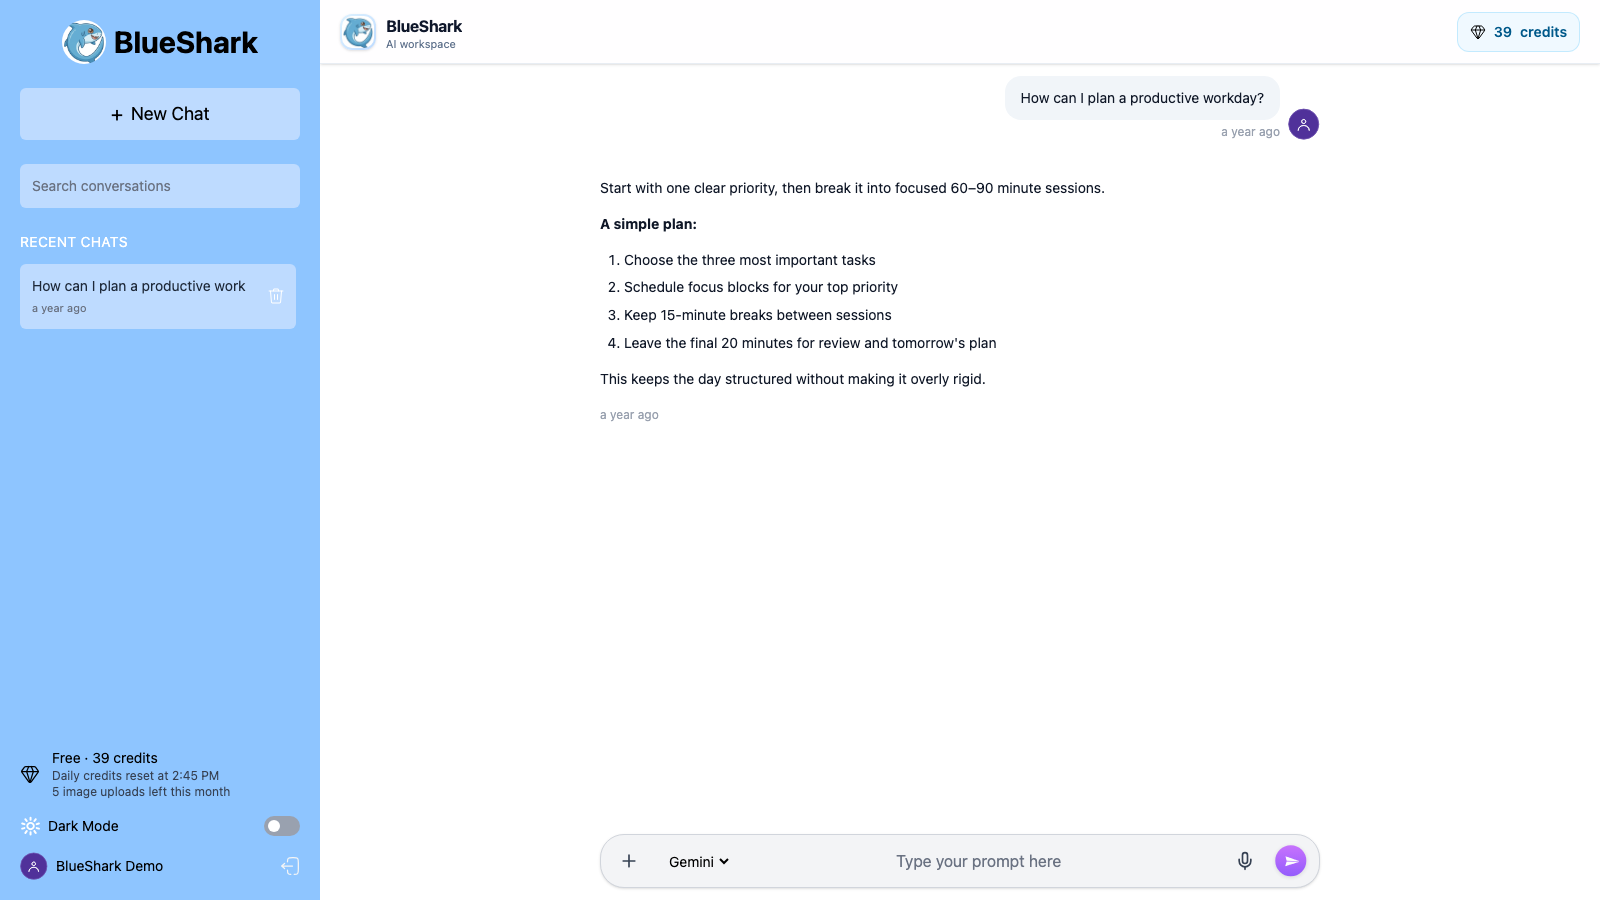 BlueShark
+ New Chat
Search conversations
RECENT CHATS
How can I plan a productive work
a year ago
Free · 39 credits
Daily credits reset at 2:45 PM
5 image uploads left this month
Dark Mode
BlueShark Demo
BlueShark
AI workspace
39 credits
How can I plan a productive workday?
a year ago
Start with one clear priority, then break it into focused 60–90 minute sessions.
A simple plan:
1. Choose the three most important tasks
2. Schedule focus blocks for your top priority
3. Keep 15-minute breaks between sessions
4. Leave the final 20 minutes for review and tomorrow's plan
This keeps the day structured without making it overly rigid.
a year ago
Gemini
Type your prompt here